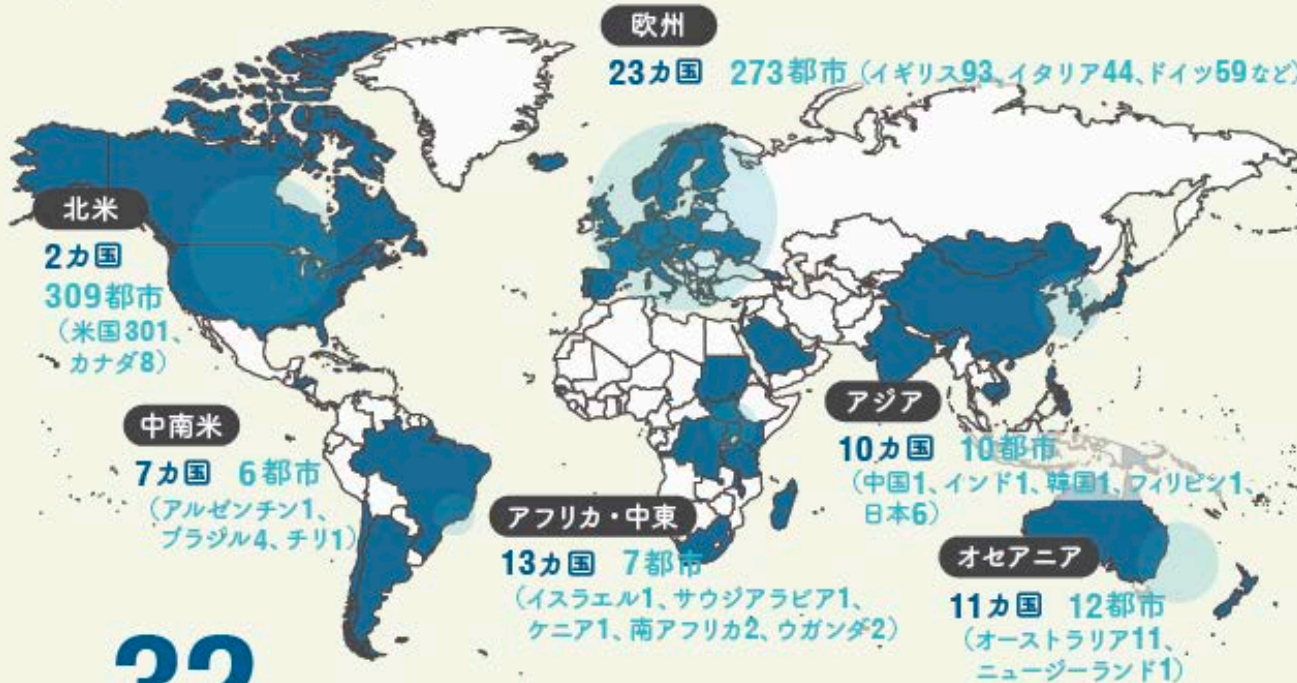 欧州
23カ国 273都市（イギリス93、イタリア44、ドイツ59など）
北米
2カ国
309都市
（米国301、
カナダ8）
中南米
7カ国 6都市
（アルゼンチン1、
ブラジル4、チリ1）
アフリカ・中東
13カ国 7都市
（イスラエル1、サウジアラビア1、
ケニア1、南アフリカ2、ウガンダ2）
アジア
10カ国 10都市
（中国1、インド1、韓国1、フィリピン1、
日本6）
オセアニア
11カ国 12都市
（オーストラリア11、
ニュージーランド1）